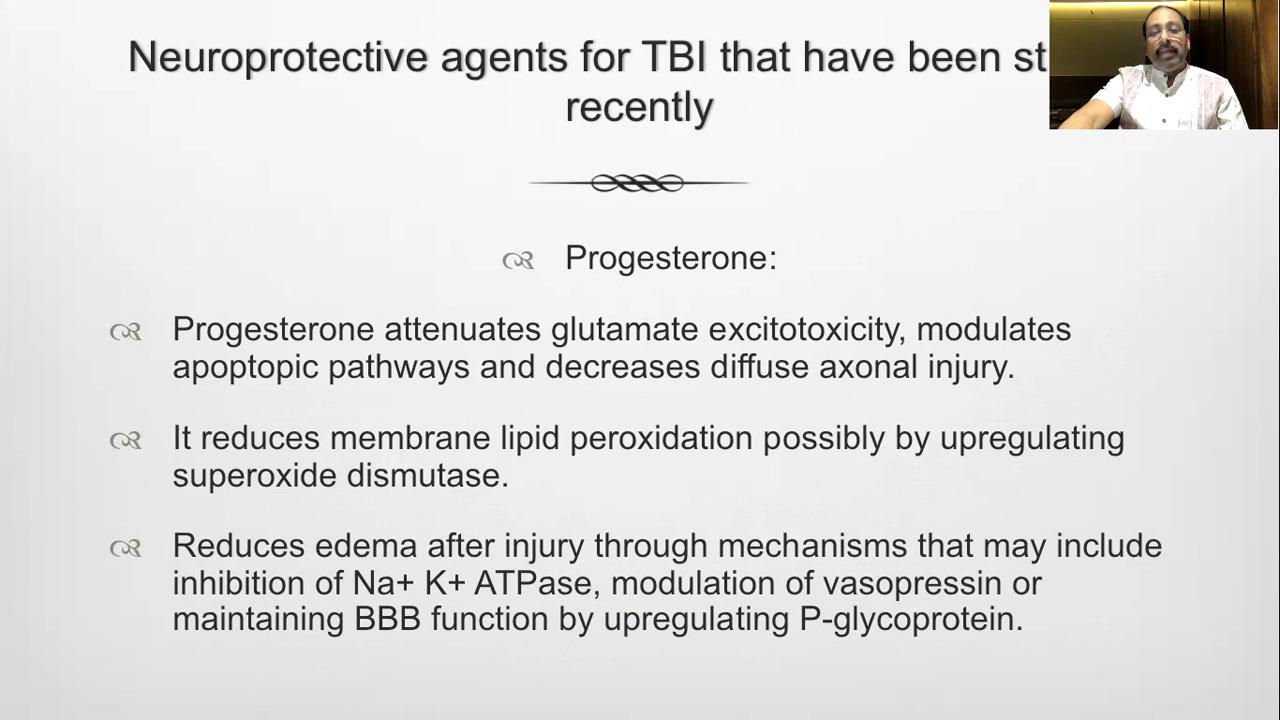 Neuroprotective agents for TBI that have been
recently
Progesterone:
Progesterone attenuates glutamate excitotoxicity, modulates
apoptopic pathways and decreases diffuse axonal injury.
It reduces membrane lipid peroxidation possibly by upregulating
superoxide dismutase.
Reduces edema after injury through mechanisms that may include
inhibition of Na+ K+ ATPase, modulation of vasopressin or
maintaining BBB function by upregulating P-glycoprotein.